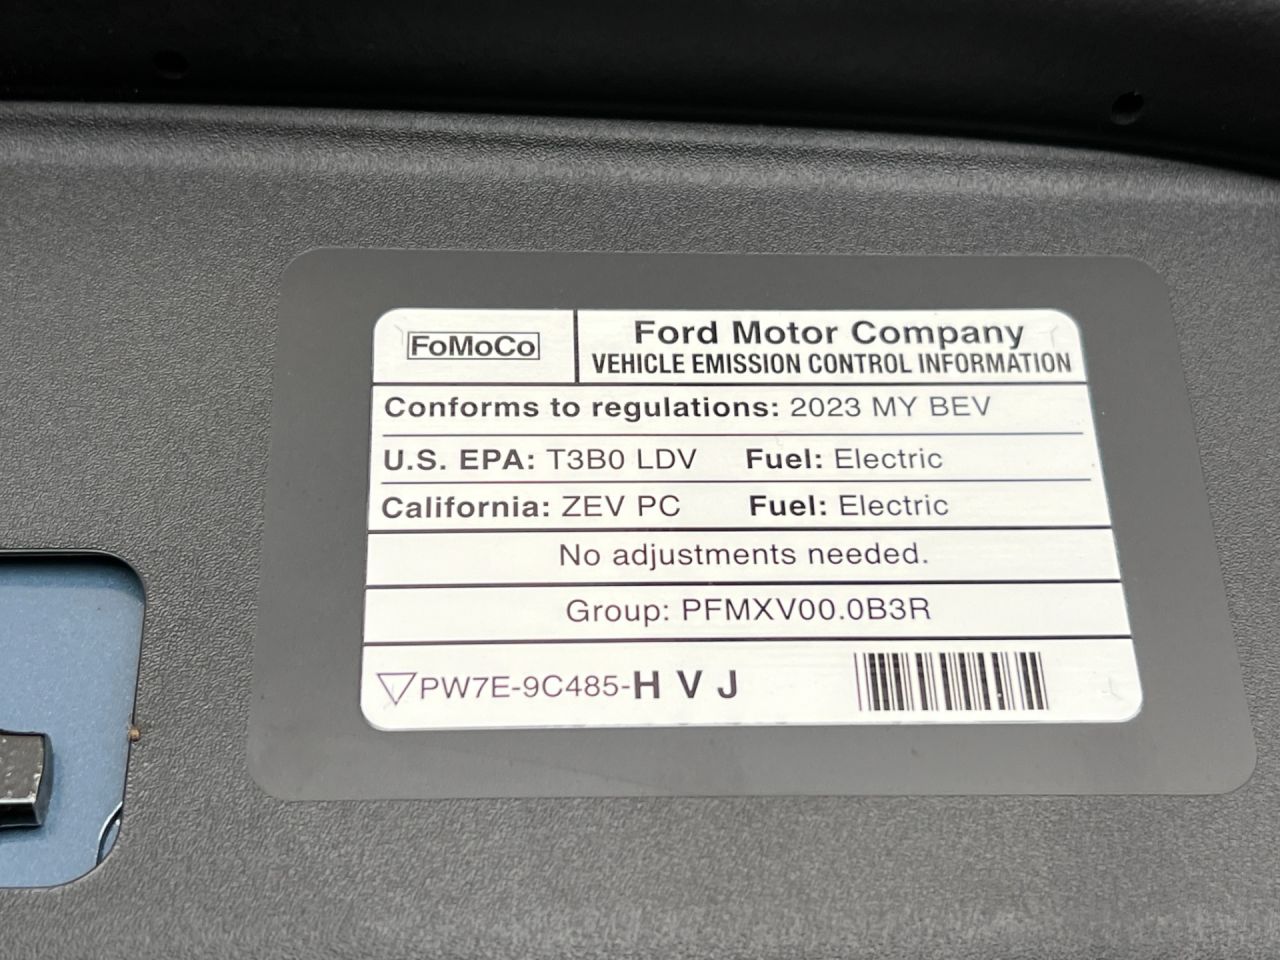 FoMoCo
Ford Motor Company
VEHICLE EMISSION CONTROL INFORMATION
Conforms to regulations: 2023 MY BEV
U.S. EPA: T3B0 LDV Fuel: Electric
California: ZEV PC Fuel: Electric
No adjustments needed.
Group: PFMXV00.0B3R
PW7E-9C485-H V J